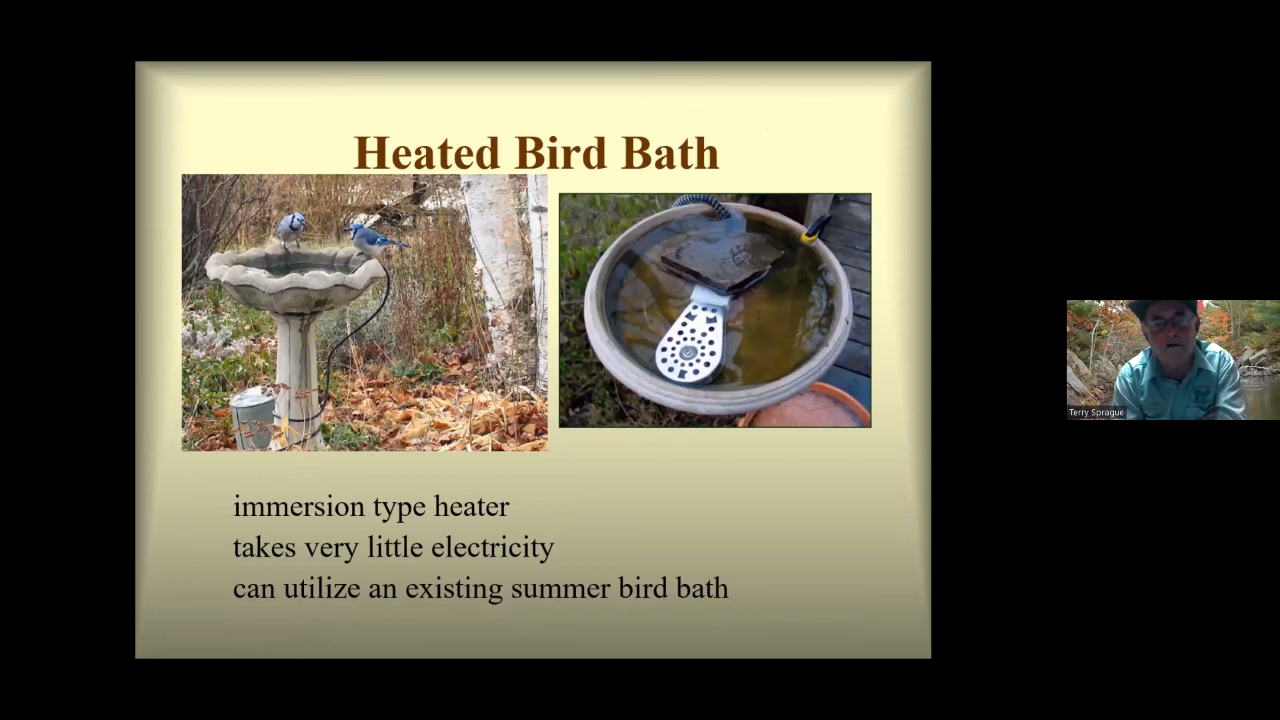 Heated Bird Bath
immersion type heater
takes very little electricity
can utilize an existing summer bird bath
Terry Sprague